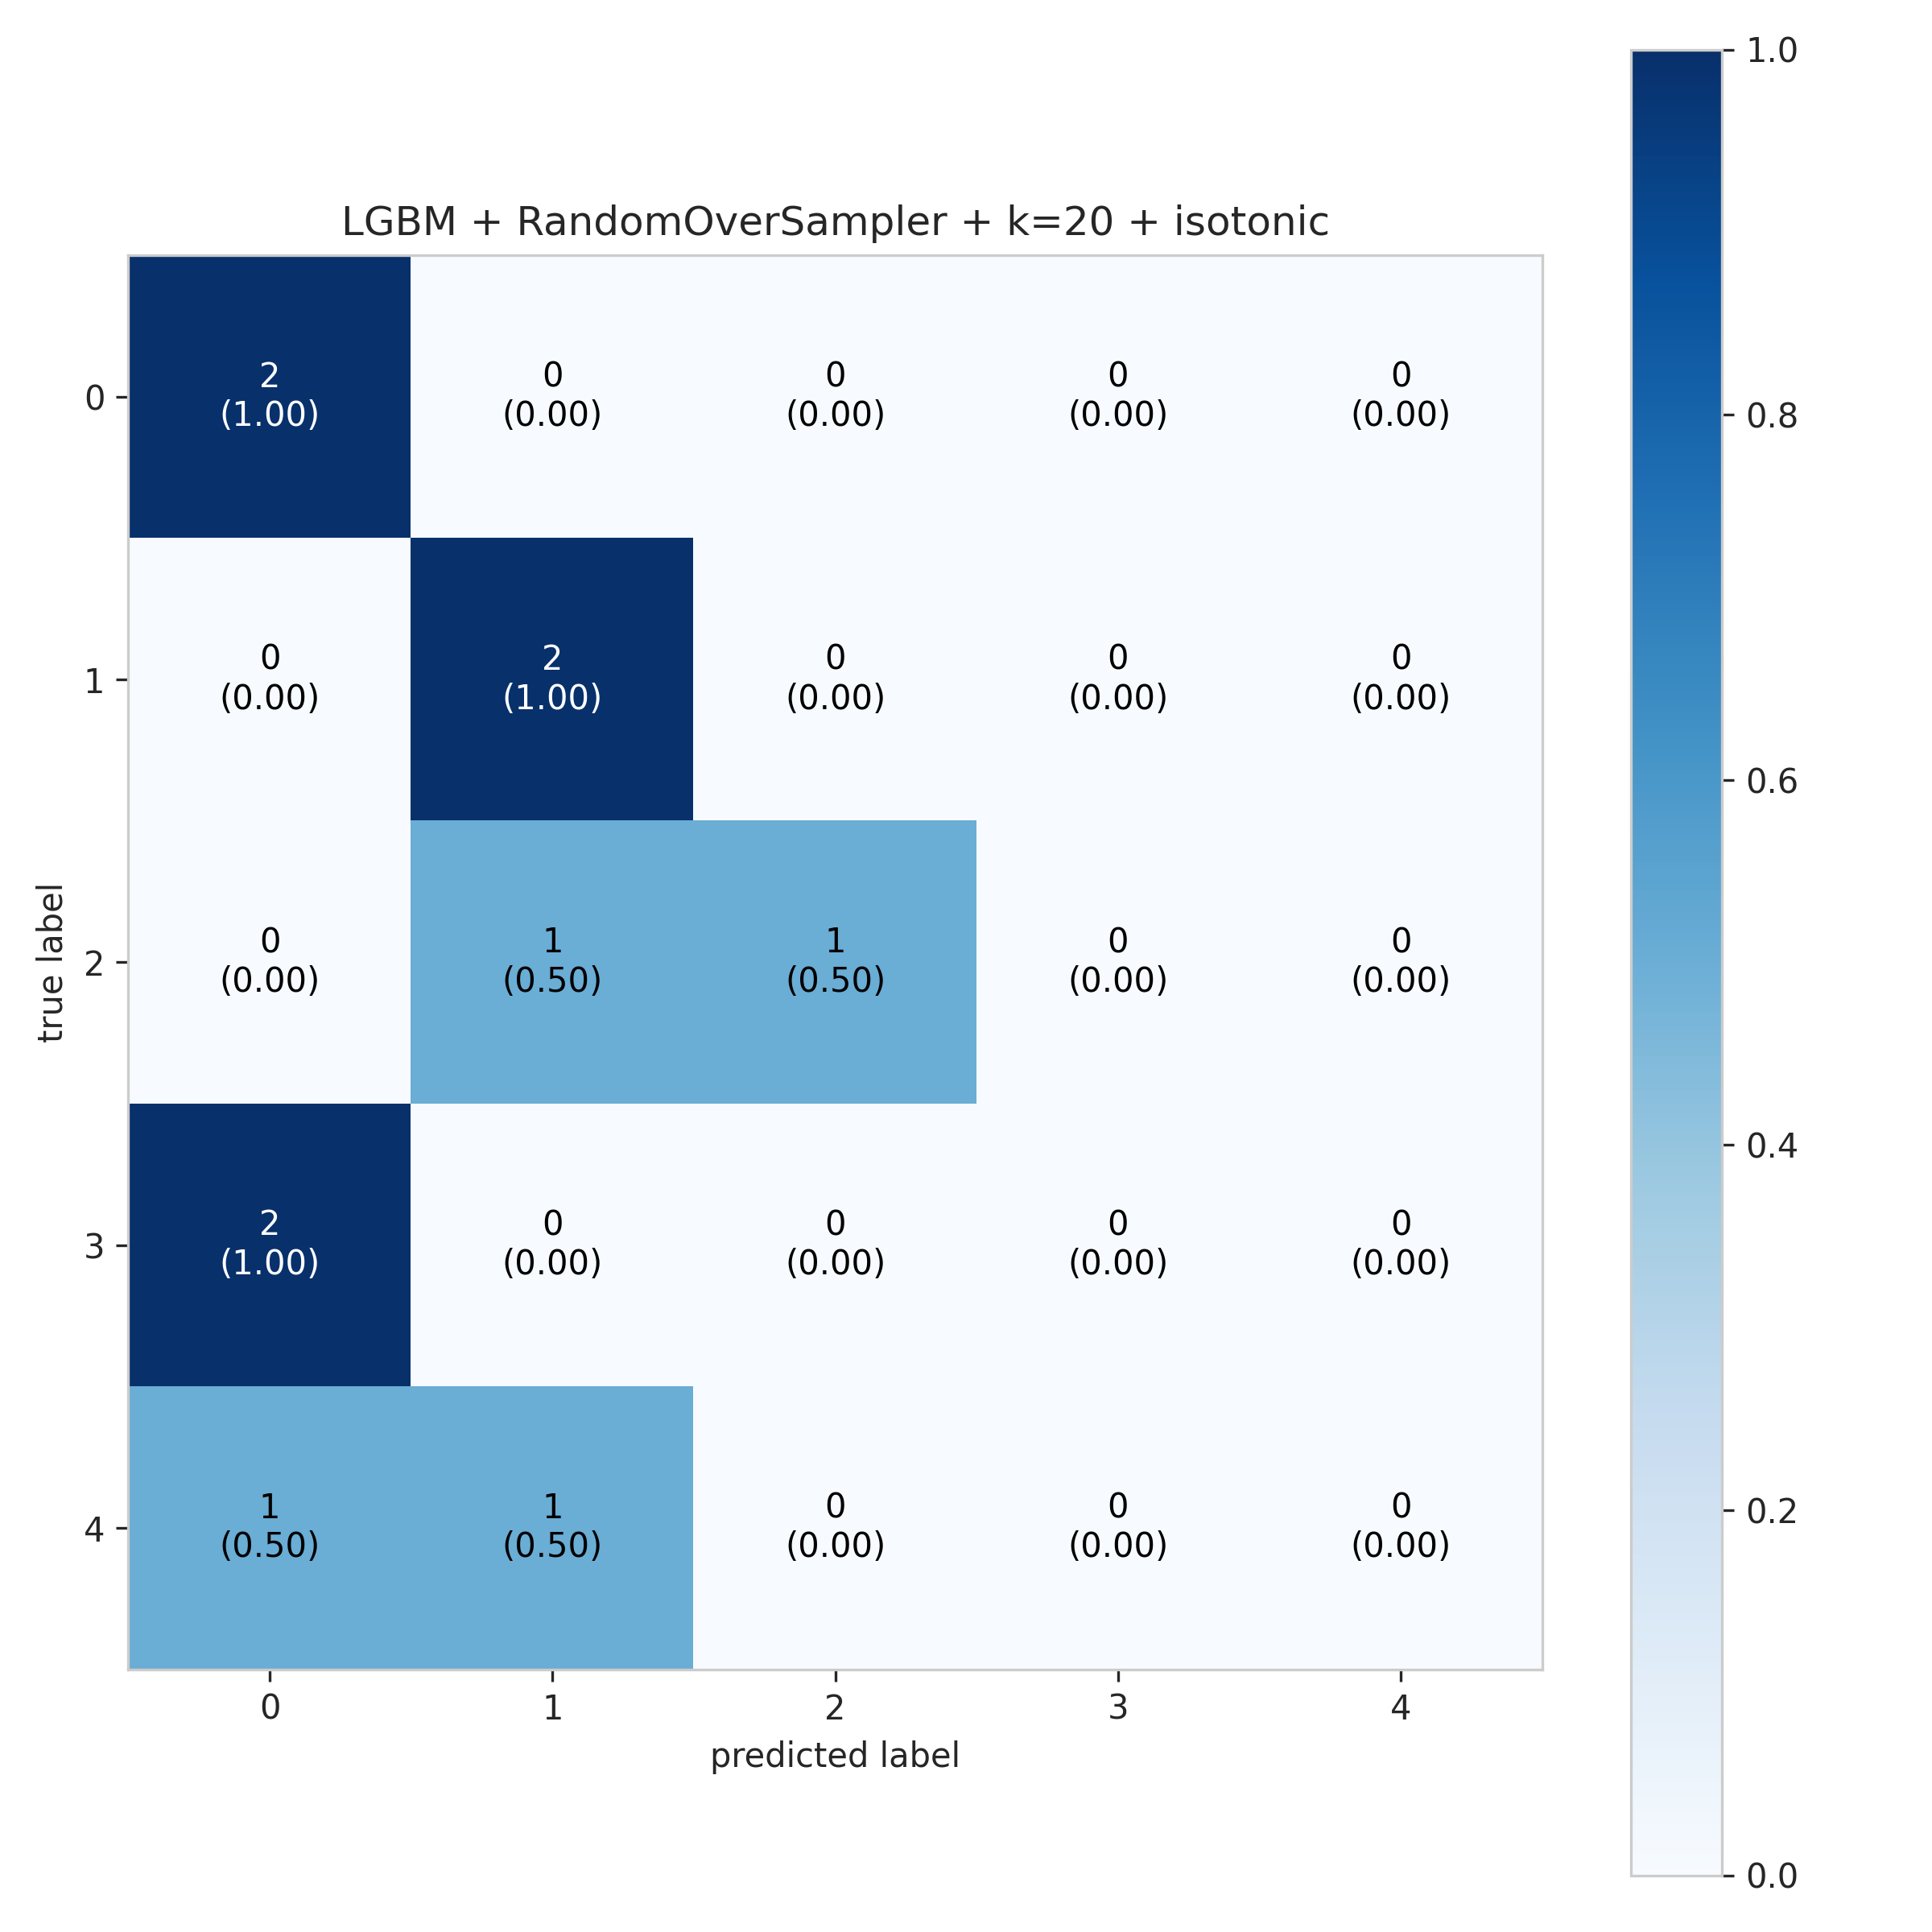 LGBM + RandomOverSampler + k=20 + isotonic
1.0
0.8
0.6
0.4
0.2
0.0
true label
0
2 0 0 0 0
(1.00) (0.00) (0.00) (0.00) (0.00)
1
0 2 0 0 0
(0.00) (1.00) (0.00) (0.00) (0.00)
2
0 1 1 0 0
(0.00) (0.50) (0.50) (0.00) (0.00)
3
2 0 0 0 0
(1.00) (0.00) (0.00) (0.00) (0.00)
4
1 1 0 0 0
(0.50) (0.50) (0.00) (0.00) (0.00)
0 1 2 3 4
predicted label